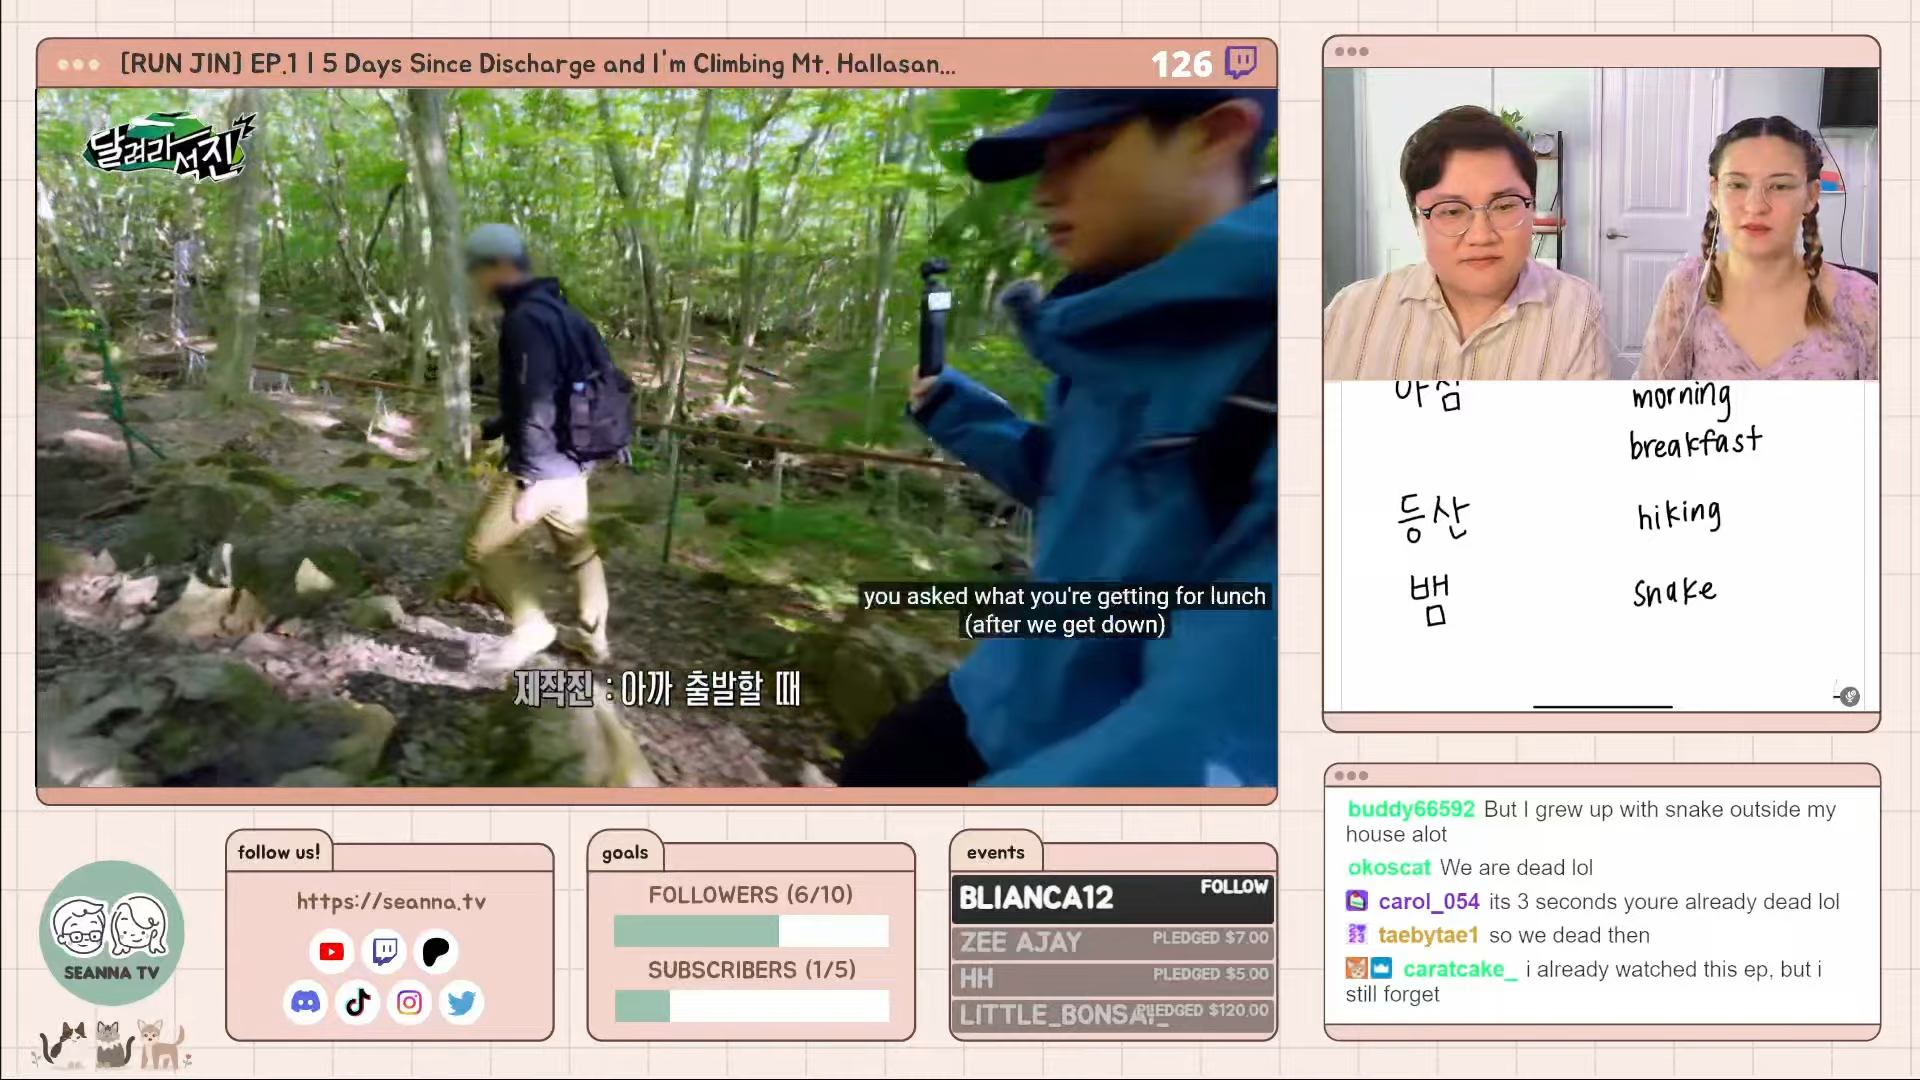 [RUN JIN] EP.1 | 5 Days Since Discharge and I'm Climbing Mt. Hallasan...
126
달려라 석진
you asked what you're getting for lunch
(after we get down)
제작진 : 아까 출발할 때
아침
morning
breakfast
등산
hiking
뱀
snake
follow us!
https://seanna.tv
SEANNA TV
goals
FOLLOWERS (6/10)
SUBSCRIBERS (1/5)
events
BLIANCA12 FOLLOW
ZEE AJAY PLEDGED $7.00
HH PLEDGED $5.00
LITTLE_BONSAI_ PLEDGED $120.00
buddy66592 But I grew up with snake outside my
house alot
okoscat We are dead lol
carol_054 its 3 seconds youre already dead lol
taebytae1 so we dead then
caratcake_ i already watched this ep, but i
still forget